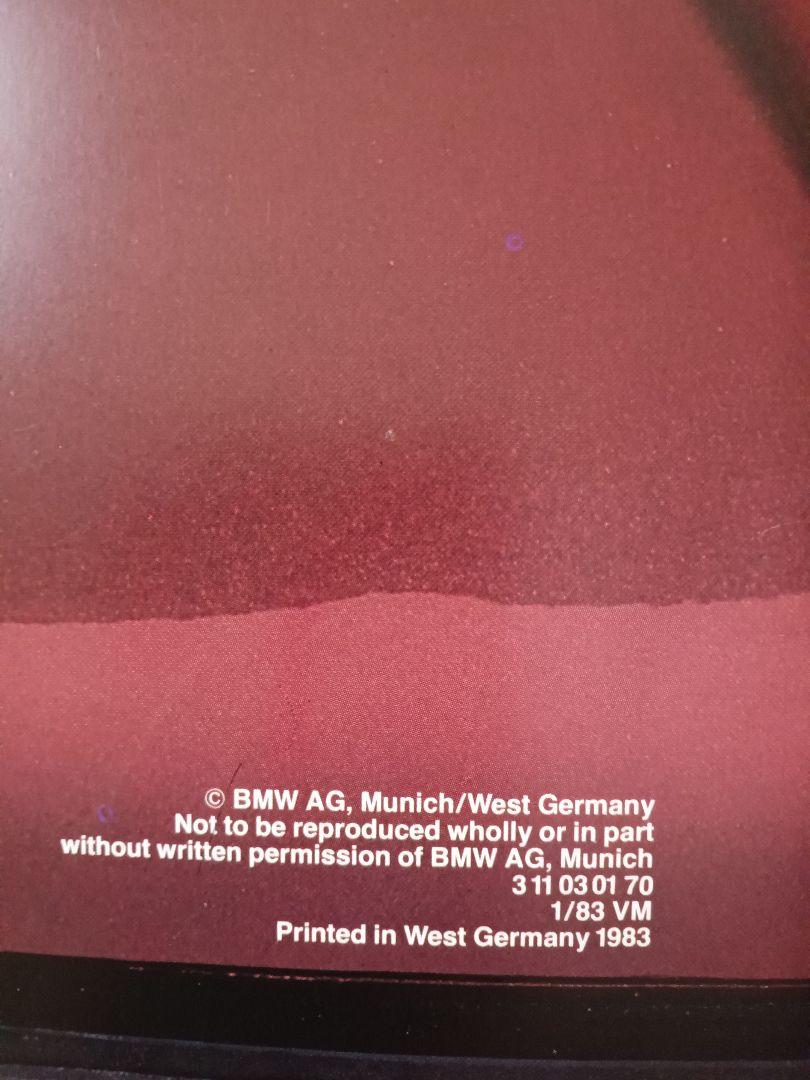 © BMW AG, Munich/West Germany
Not to be reproduced wholly or in part
without written permission of BMW AG, Munich
3 11 03 01 70
1/83 VM
Printed in West Germany 1983